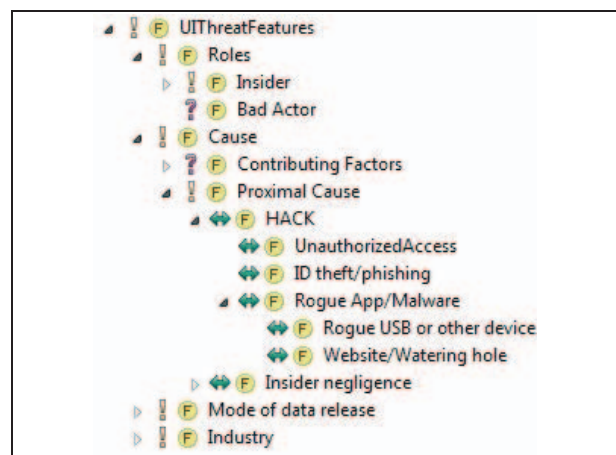 F UIThreatFeatures
F Roles
F Insider
? F Bad Actor
F Cause
? F Contributing Factors
F Proximal Cause
F HACK
F UnauthorizedAccess
F ID theft/phishing
F Rogue App/Malware
F Rogue USB or other device
F Website/Watering hole
F Insider negligence
F Mode of data release
F Industry